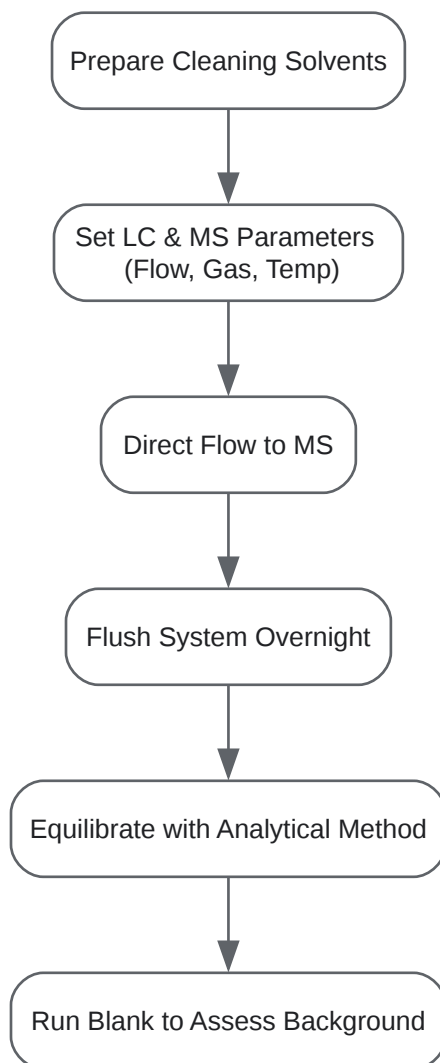 Prepare Cleaning Solvents
Set LC & MS Parameters
(Flow, Gas, Temp)
Direct Flow to MS
Flush System Overnight
Equilibrate with Analytical Method
Run Blank to Assess Background